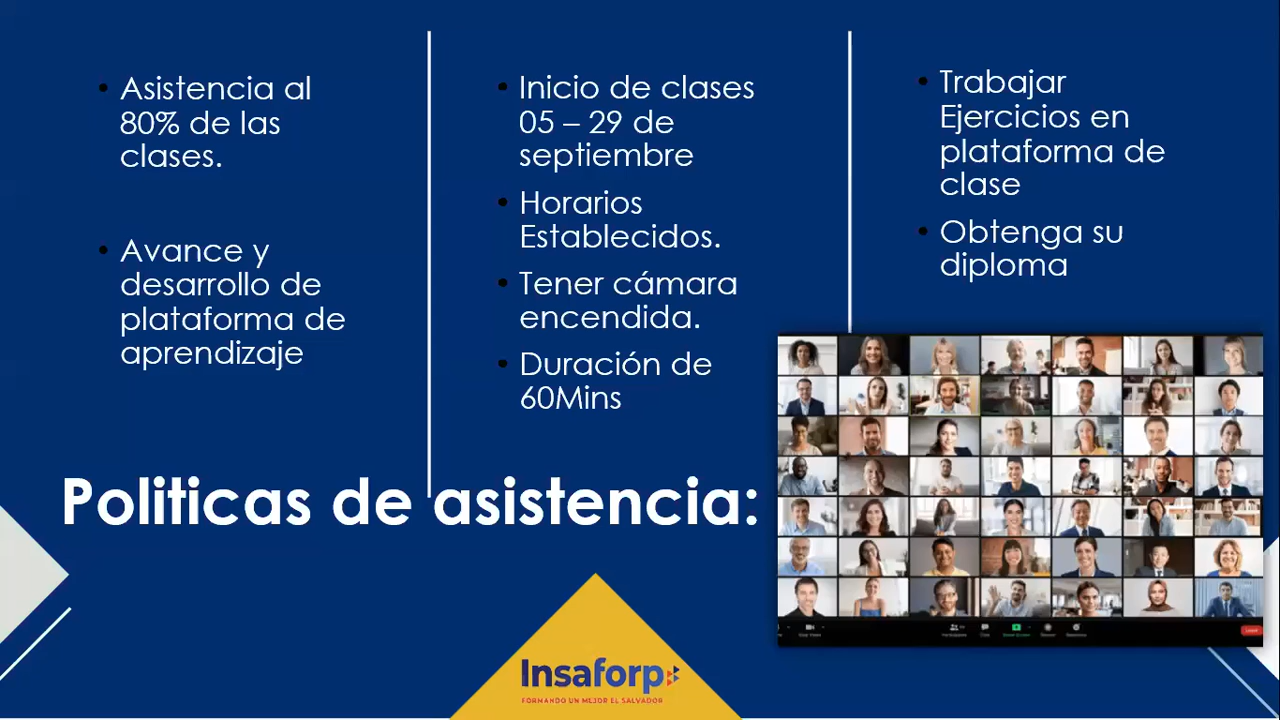 Asistencia al
80% de las
clases.
Avance y
desarrollo de
plataforma de
aprendizaje
Inicio de clases
05 – 29 de
septiembre
Horarios
Establecidos.
Tener cámara
encendida.
Duración de
60Mins
Trabajar
Ejercicios en
plataforma de
clase
Obtenga su
diploma
Politicas de asistencia:
Insaforp
FORMANDO UN MEJOR EL SALVADOR